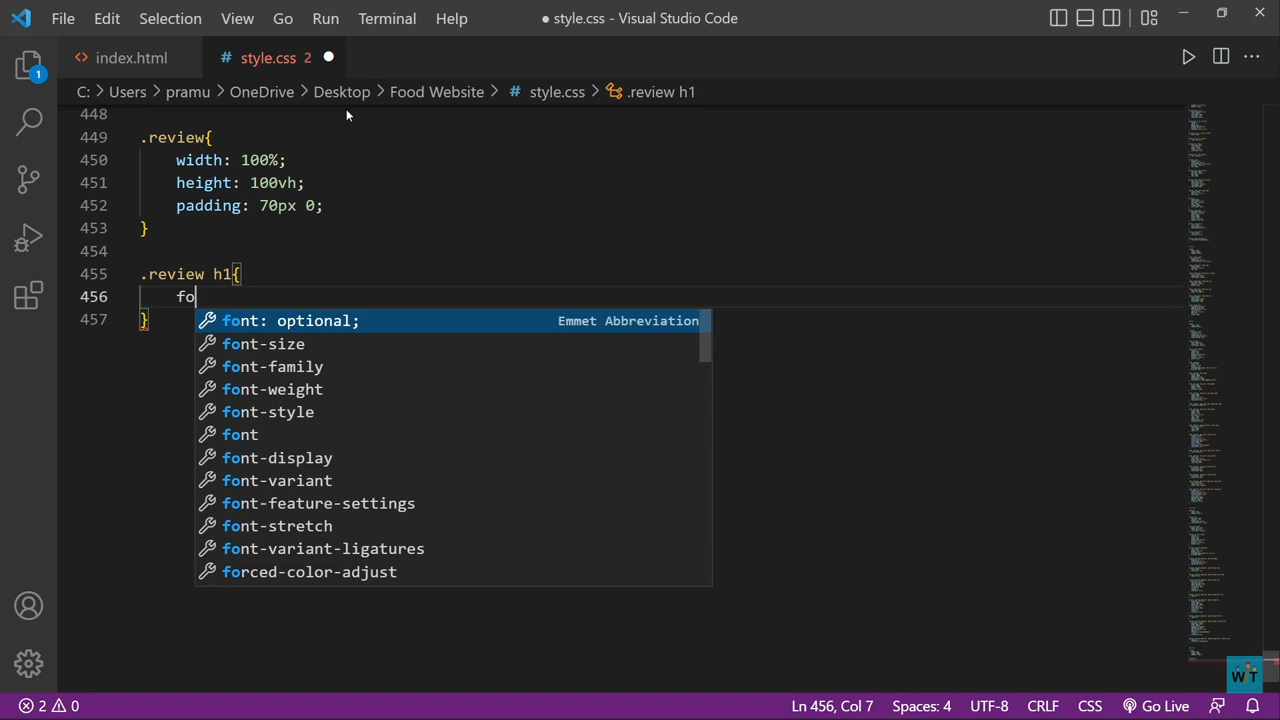 File Edit Selection View Go Run Terminal Help ● style.css - Visual Studio Code
<> index.html # style.css 2 ●
C: > Users > pramu > OneDrive > Desktop > Food Website > # style.css > .review h1
448
449 .review{
450 width: 100%;
451 height: 100vh;
452 padding: 70px 0;
453 }
454
455 .review h1{
456 fo
457 }
font: optional; Emmet Abbreviation
font-size
font-family
font-weight
font-style
font
font-display
font-variant
font-feature-settings
font-stretch
font-variant-ligatures
forced-color-adjust
1
WT
2 0 Ln 456, Col 7 Spaces: 4 UTF-8 CRLF CSS Go Live